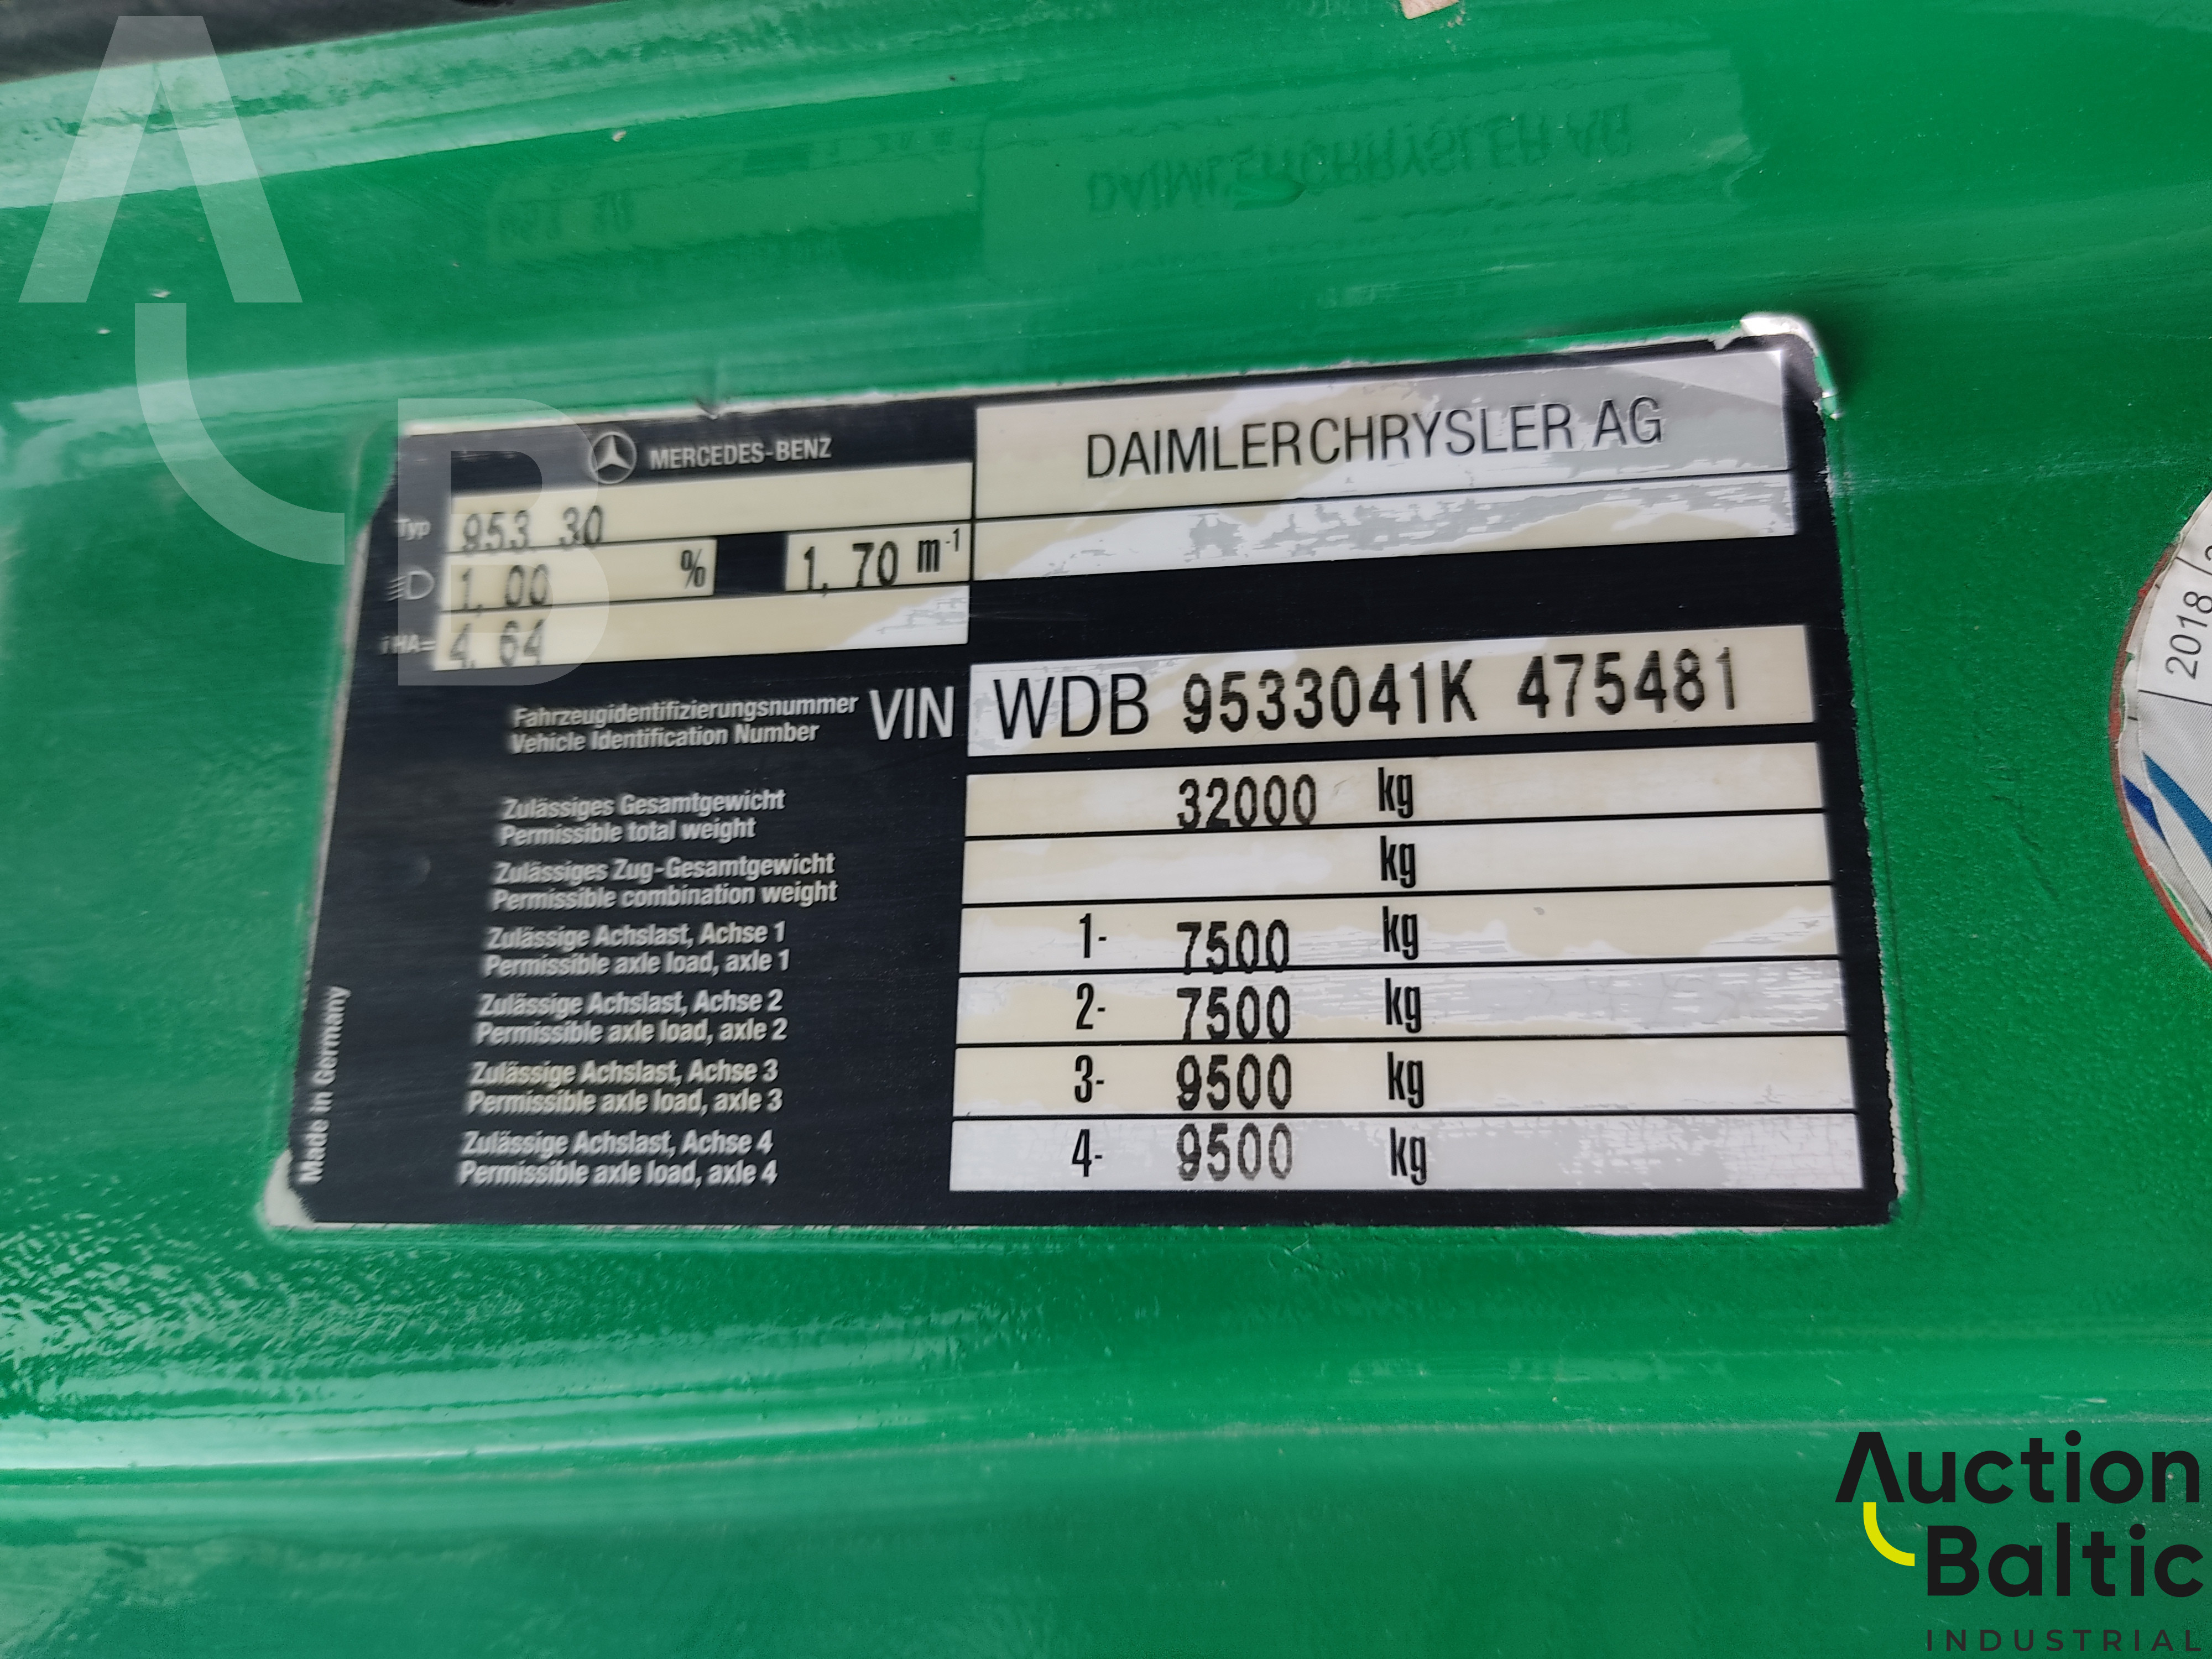 MERCEDES-BENZ
DAIMLERCHRYSLER AG
Typ 953. 30
1, 00 % 1, 70 m-1
iHA= 4, 64
Fahrzeugidentifizierungsnummer
Vehicle Identification Number
VIN WDB 9533041K 475481
Zulässiges Gesamtgewicht
Permissible total weight
32000 kg
Zulässiges Zug-Gesamtgewicht
Permissible combination weight
kg
Zulässige Achslast, Achse 1
Permissible axle load, axle 1
1- 7500 kg
Zulässige Achslast, Achse 2
Permissible axle load, axle 2
2- 7500 kg
Zulässige Achslast, Achse 3
Permissible axle load, axle 3
3- 9500 kg
Zulässige Achslast, Achse 4
Permissible axle load, axle 4
4- 9500 kg
Made in Germany
2018
AB
Auction
Baltic
INDUSTRIAL